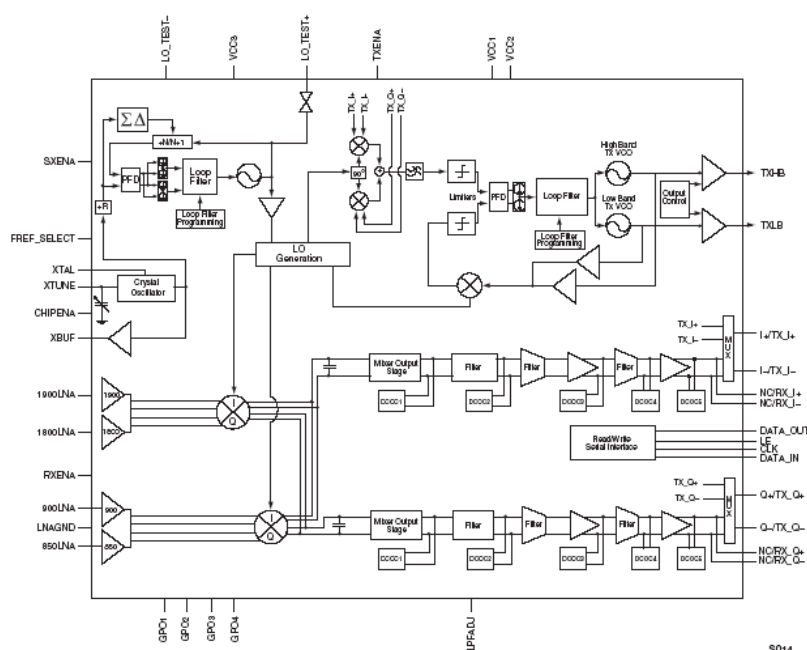 LO_TEST–
VCC3
LO_TEST+
TXENA
VCC1
VCC2
TX_I+
TX_I–
TX_Q+
TX_Q–
ΣΔ
÷N/N+1
SXENA
PFD
Loop
Filter
Loop Filter
Programming
÷R
90°
Limiters
PFD
Loop Filter
Loop Filter
Programming
High Band
TX VCO
Low Band
Tx VCO
Output
Control
TXHB
TXLB
FREF_SELECT
LO
Generation
XTAL
XTUNE
Crystal
Oscillator
CHIPENA
XBUF
TX_I+
TX_I–
MUX
I+/TX_I+
I–/TX_I–
Mixer Output
Stage
Filter
Filter
Filter
DCOC1
DCOC2
DCOC3
DCOC4
DCOC5
NC/RX_I+
NC/RX_I–
1900LNA
1900
I
Q
1800LNA
1800
Read/Write
Serial Interface
DATA_OUT
LE
CLK
DATA_IN
RXENA
TX_Q+
TX_Q–
MUX
Q+/TX_Q+
Q–/TX_Q–
900LNA
900
LNAGND
I
Q
850LNA
850
Mixer Output
Stage
Filter
Filter
Filter
DCOC1
DCOC2
DCOC3
DCOC4
DCOC5
NC/RX_Q+
NC/RX_Q–
GPO1
GPO2
GPO3
GPO4
LPFADJ
S014